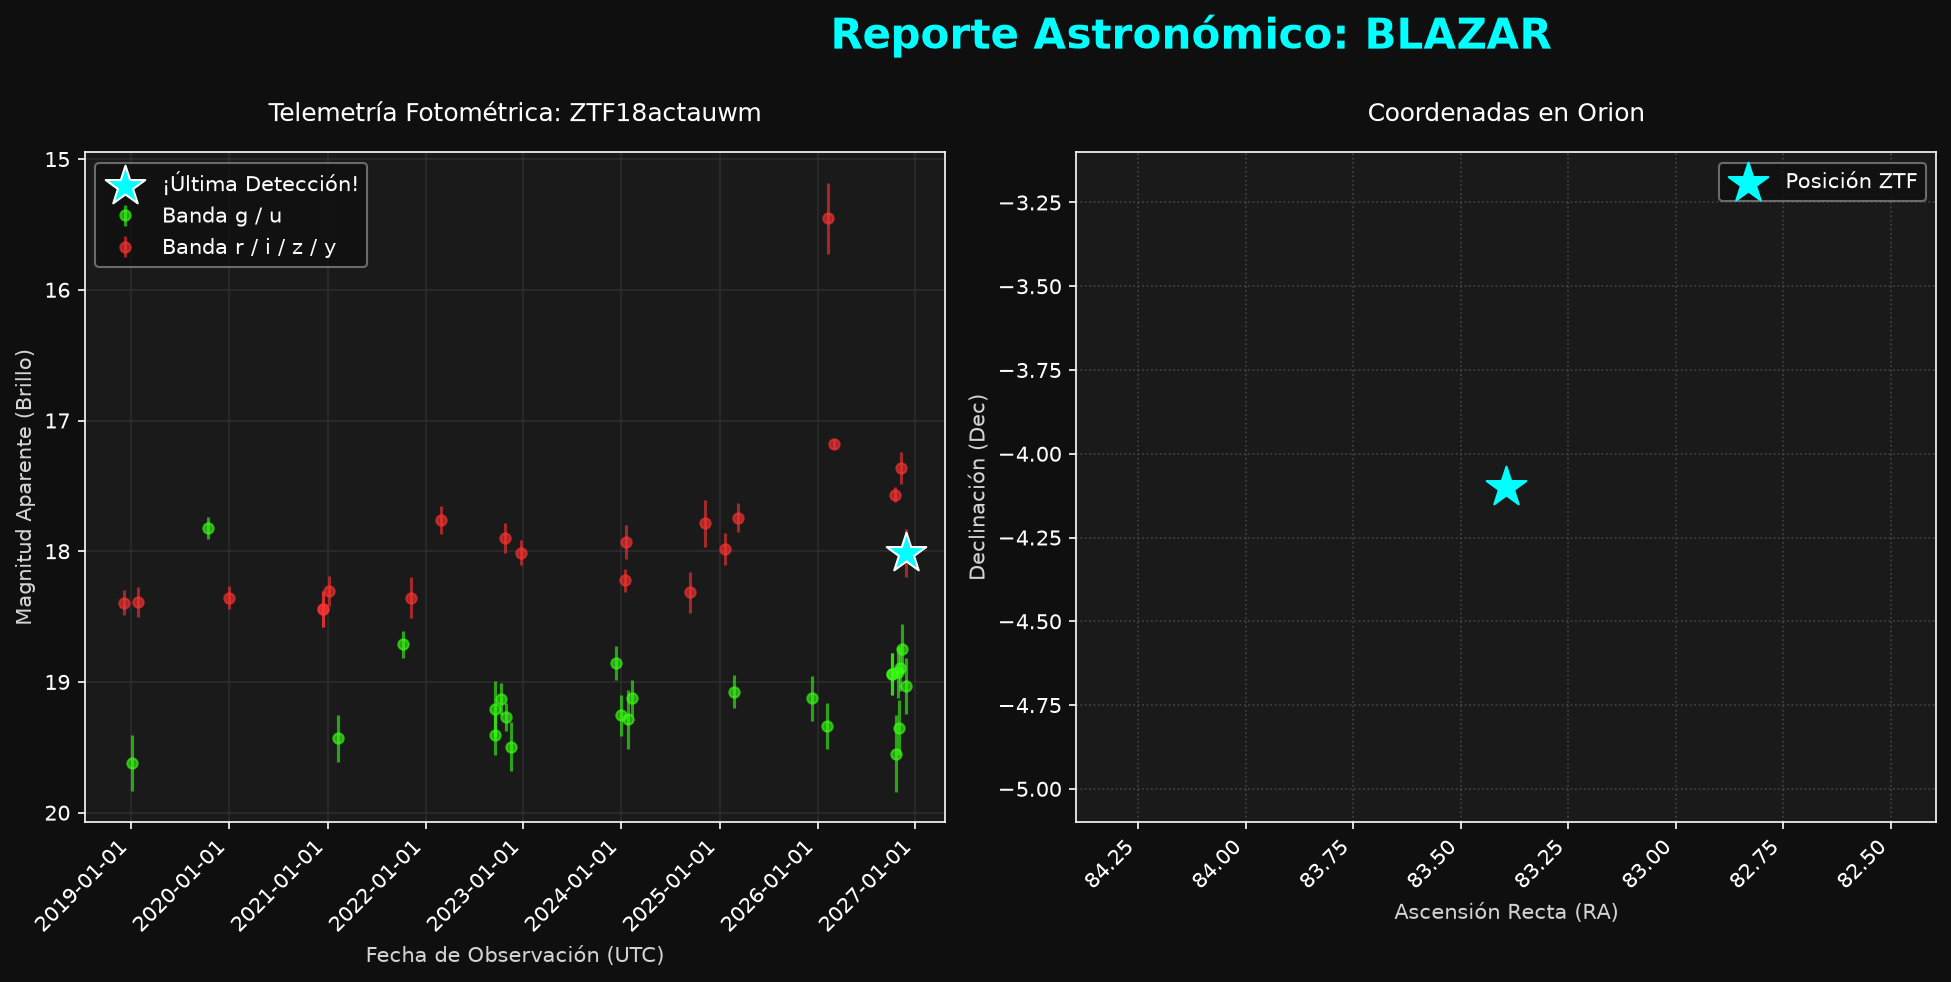 Reporte Astronómico: BLAZAR
Telemetría Fotométrica: ZTF18actauwm
¡Última Detección!
Banda g / u
Banda r / i / z / y
Magnitud Aparente (Brillo)
15
16
17
18
19
20
2019-01-01
2020-01-01
2021-01-01
2022-01-01
2023-01-01
2024-01-01
2025-01-01
2026-01-01
2027-01-01
Fecha de Observación (UTC)
Coordenadas en Orion
Posición ZTF
Declinación (Dec)
−3.25
−3.50
−3.75
−4.00
−4.25
−4.50
−4.75
−5.00
84.25
84.00
83.75
83.50
83.25
83.00
82.75
82.50
Ascensión Recta (RA)